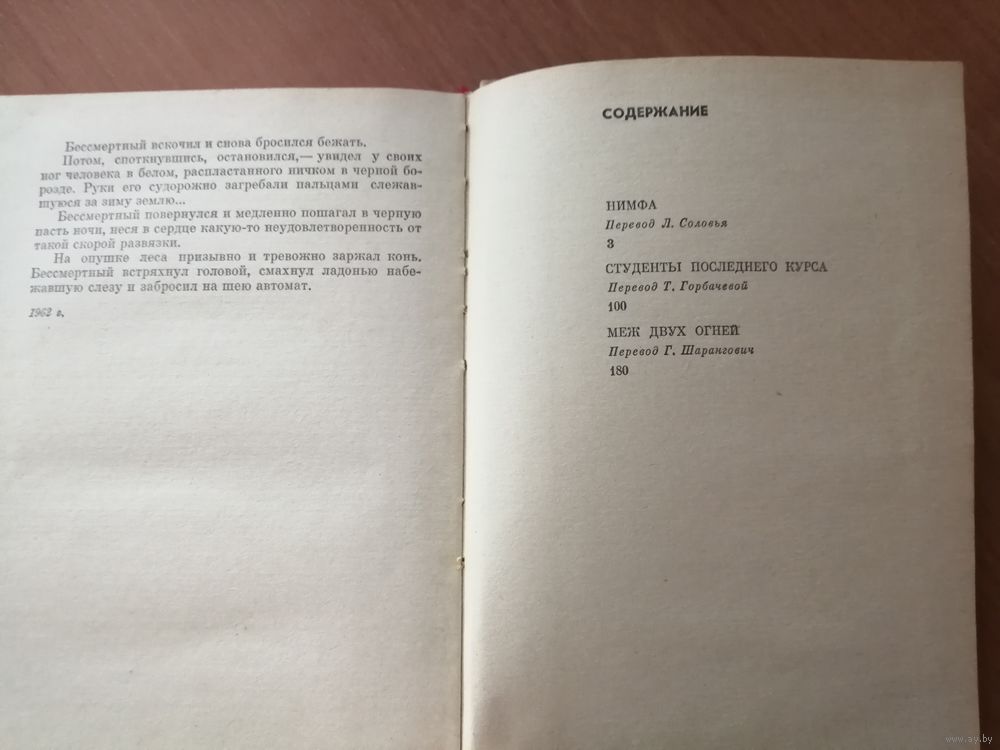 Бессмертный вскочил и снова бросился бежать.
Потом, споткнувшись, остановился,— увидел у своих
ног человека в белом, распластанного ничком в черной бо-
розде. Руки его судорожно загребали пальцами слежав-
шуюся за зиму землю...
Бессмертный повернулся и медленно пошагал в черную
пасть ночи, неся в сердце какую-то неудовлетворенность от
такой скорой развязки.
На опушке леса призывно и тревожно заржал конь.
Бессмертный встряхнул головой, смахнул ладонью набе-
жавшую слезу и забросил на шею автомат.
1962 г.
СОДЕРЖАНИЕ
НИМФА
Перевод Л. Соловья
3
СТУДЕНТЫ ПОСЛЕДНЕГО КУРСА
Перевод Т. Горбачевой
100
МЕЖ ДВУХ ОГНЕЙ
Перевод Г. Шарангович
180
www.ay.by